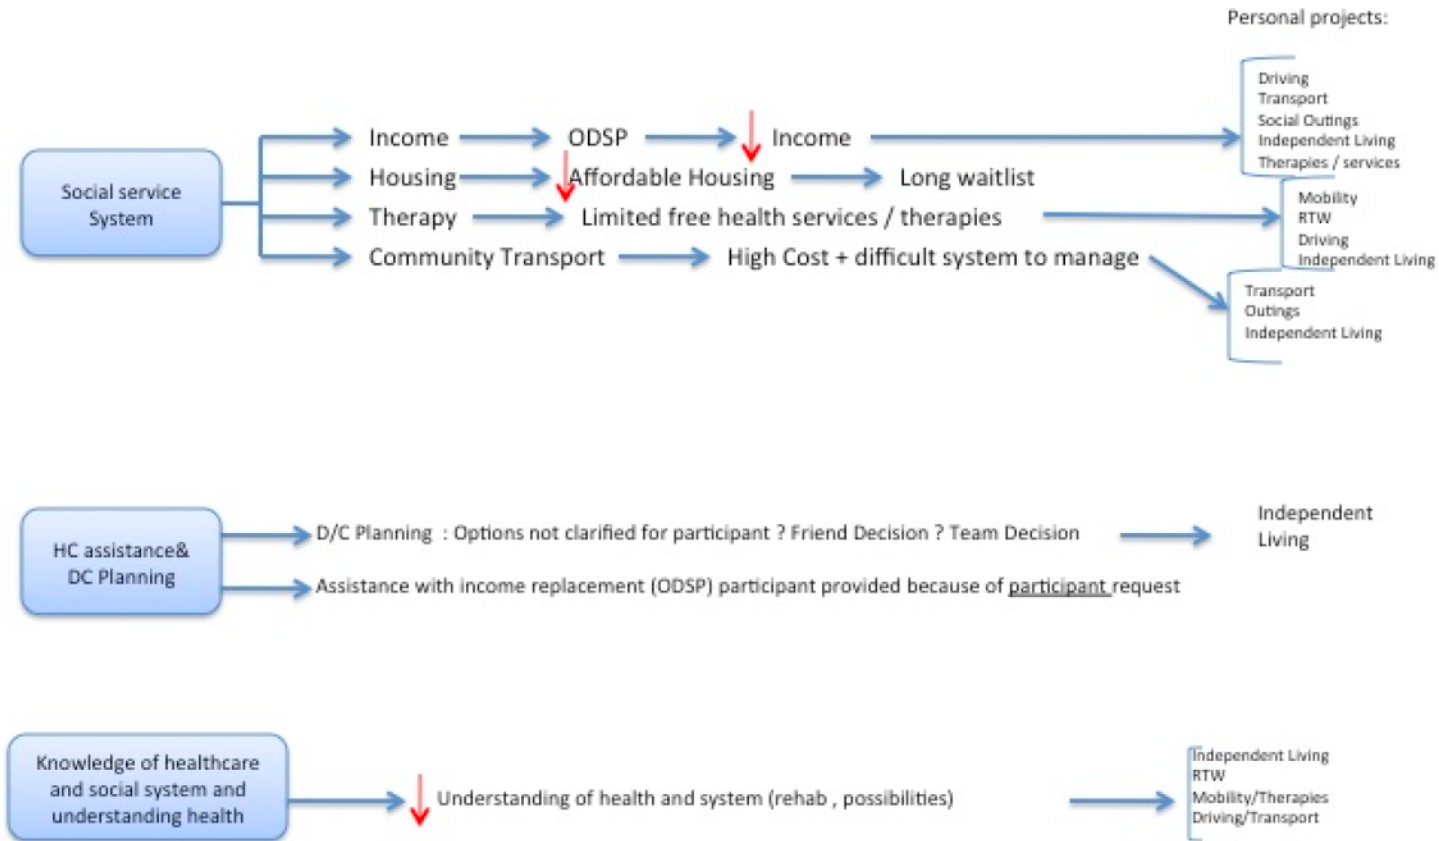 Personal projects:
Driving
Transport
Social Outings
Independent Living
Therapies / services
Social service
System
Income ODSP Income
Housing Affordable Housing Long waitlist
Therapy Limited free health services / therapies
Community Transport High Cost + difficult system to manage
Mobility
RTW
Driving
Independent Living
Transport
Outings
Independent Living
HC assistance&
DC Planning
D/C Planning : Options not clarified for participant ? Friend Decision ? Team Decision
Independent
Living
Assistance with income replacement (ODSP) participant provided because of participant request
Knowledge of healthcare
and social system and
understanding health
Understanding of health and system (rehab , possibilities)
Independent Living
RTW
Mobility/Therapies
Driving/Transport